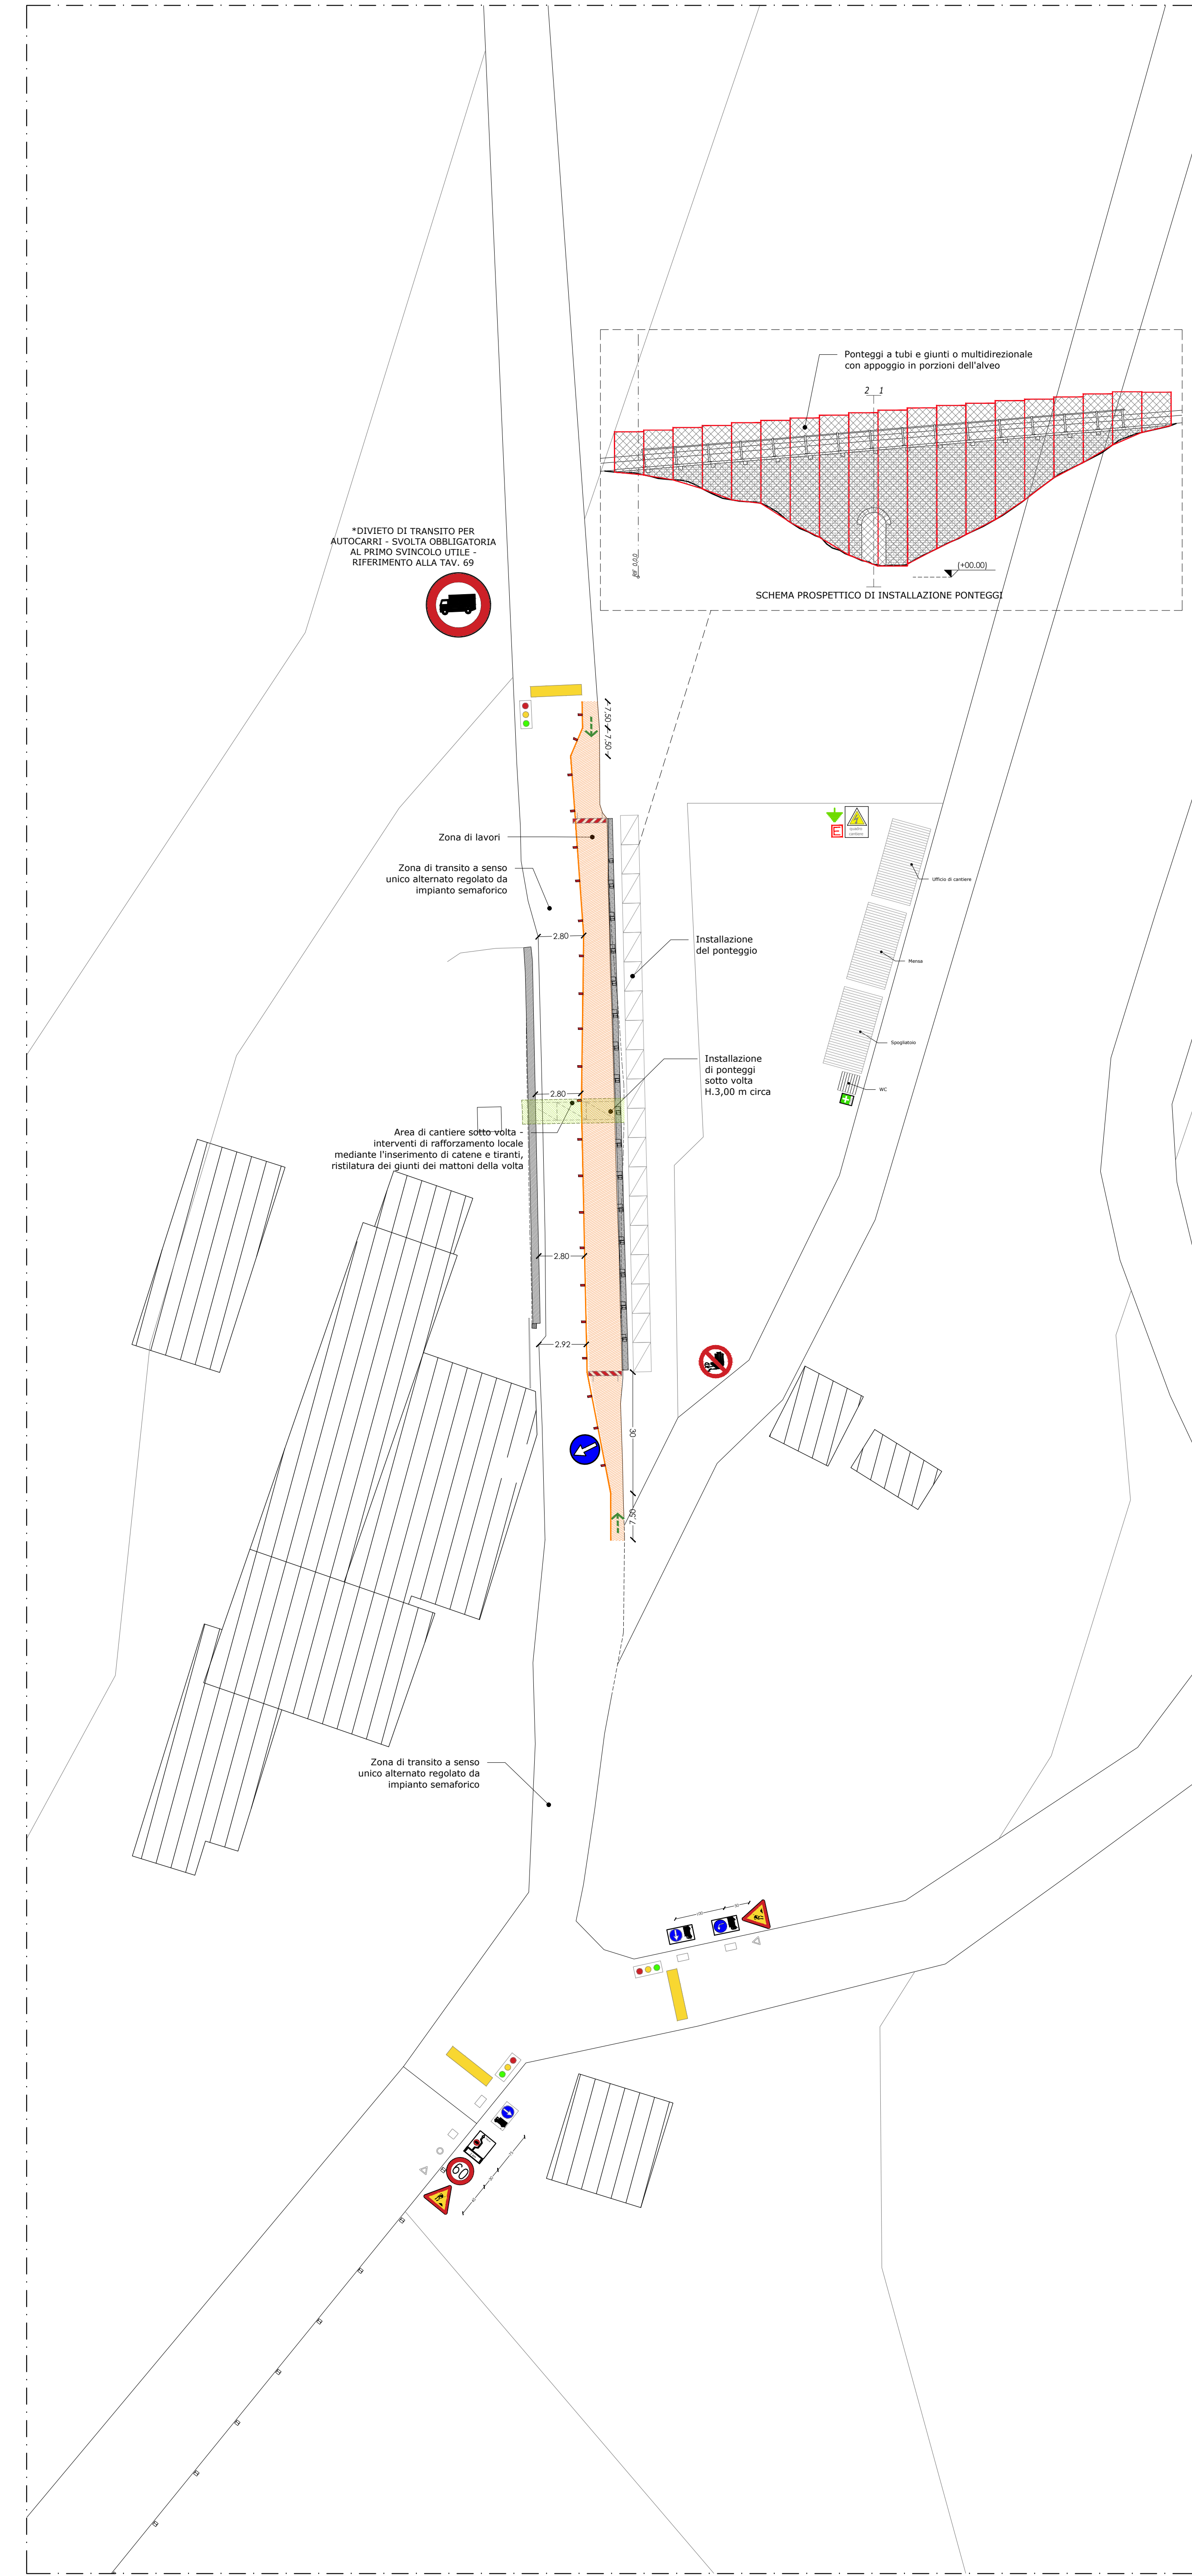 Ponteggi a tubi e giunti o multidirezionale
con appoggio in porzioni dell'alveo
2 1
(+00.00)
SCHEMA PROSPETTICO DI INSTALLAZIONE PONTEGGI
*DIVIETO DI TRANSITO PER
AUTOCARRI - SVOLTA OBBLIGATORIA
AL PRIMO SVINCOLO UTILE -
RIFERIMENTO ALLA TAV. 69
7,50
7,50
Zona di lavori
E
quadro
cantiere
Zona di transito a senso
unico alternato regolato da
impianto semaforico
Ufficio di cantiere
2.80
Installazione
del ponteggio
Mensa
Spogliatoio
Installazione
di ponteggi
sotto volta
H.3,00 m circa
WC
2.80
Area di cantiere sotto volta -
interventi di rafforzamento locale
mediante l'inserimento di catene e tiranti,
ristilatura dei giunti dei mattoni della volta
2.80
2.92
30
7,50
Zona di transito a senso
unico alternato regolato da
impianto semaforico
60